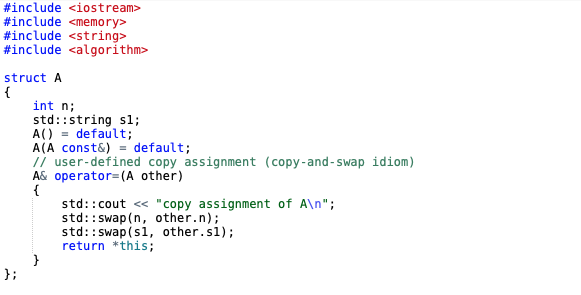 #include <iostream>
#include <memory>
#include <string>
#include <algorithm>

struct A
{
    int n;
    std::string s1;
    A() = default;
    A(A const&) = default;
    // user-defined copy assignment (copy-and-swap idiom)
    A& operator=(A other)
    {
        std::cout << "copy assignment of A\n";
        std::swap(n, other.n);
        std::swap(s1, other.s1);
        return *this;
    }
};